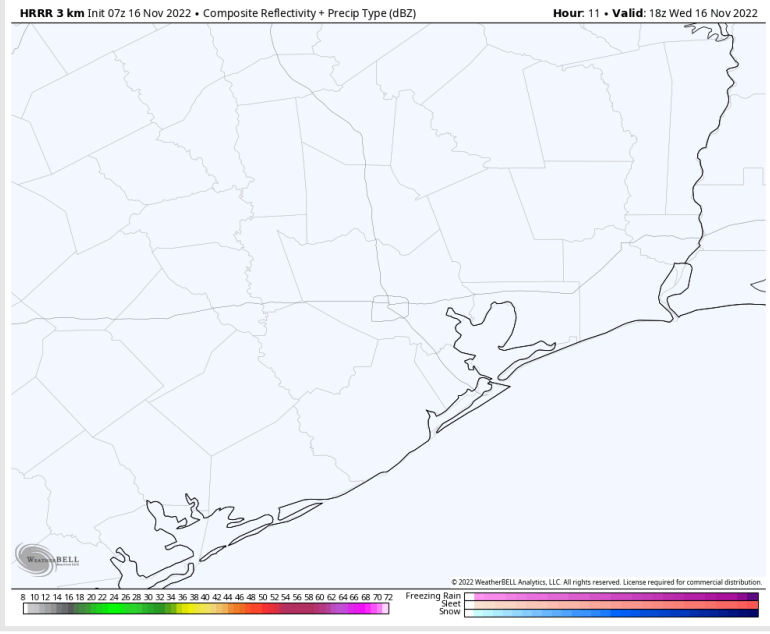 HRRR 3 km Init 07z 16 Nov 2022 • Composite Reflectivity + Precip Type (dBZ) Hour: 11 • Valid: 18z Wed 16 Nov 2022
WEATHERBELL
© 2022 WeatherBELL Analytics, LLC. All rights reserved. License required for commercial distribution.
8 10 12 14 16 18 20 22 24 26 28 30 32 34 36 38 40 42 44 46 48 50 52 54 56 58 60 62 64 66 68 70 72
Freezing Rain
Sleet
Snow